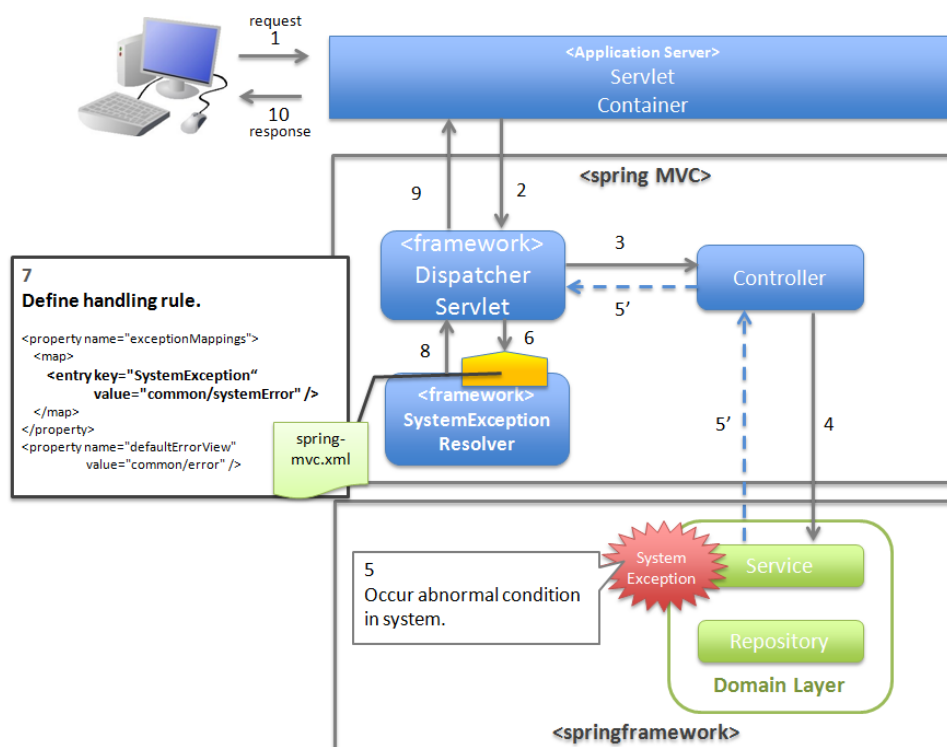 request
1
10
response
<Application Server>
Servlet
Container
<spring MVC>
9
2
<framework>
Dispatcher
Servlet
3
5’
Controller
7
Define handling rule.
<property name="exceptionMappings">
<map>
<entry key="SystemException“
value="common/systemError" />
</map>
</property>
<property name="defaultErrorView"
value="common/error" />
8
6
<framework>
SystemException
Resolver
spring-
mvc.xml
5’
4
5
Occur abnormal condition
in system.
System
Exception
Service
Repository
Domain Layer
<springframework>